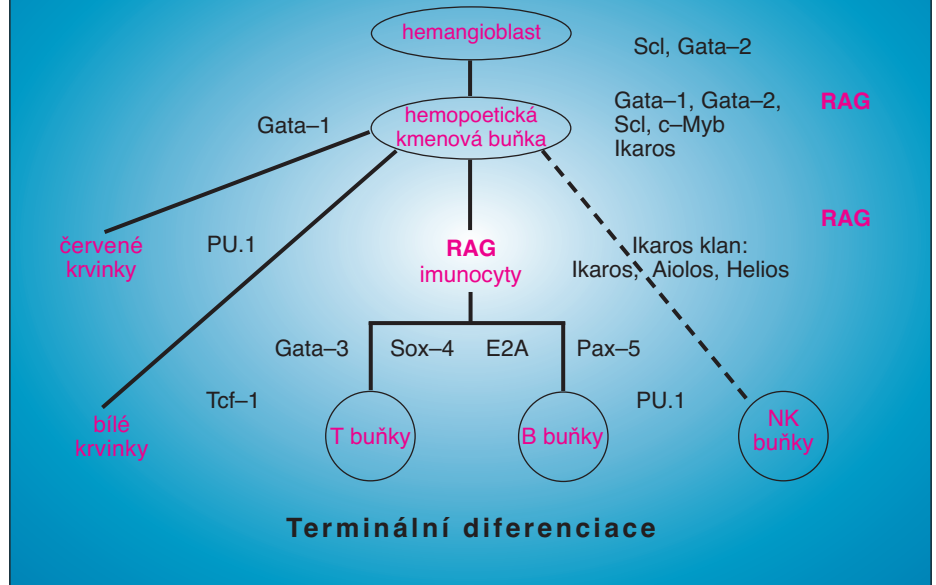 hemangioblast
Scl, Gata–2
Gata–1
hemopoetická
kmenová buňka
Gata–1, Gata–2,
Scl, c–Myb
Ikaros
RAG
RAG
červené
krvinky
PU.1
RAG
imunocyty
Ikaros klan:
Ikaros, Aiolos, Helios
Gata–3
Sox–4
E2A
Pax–5
Tcf–1
PU.1
bílé
krvinky
T buňky
B buňky
NK
buňky
Terminální diferenciace